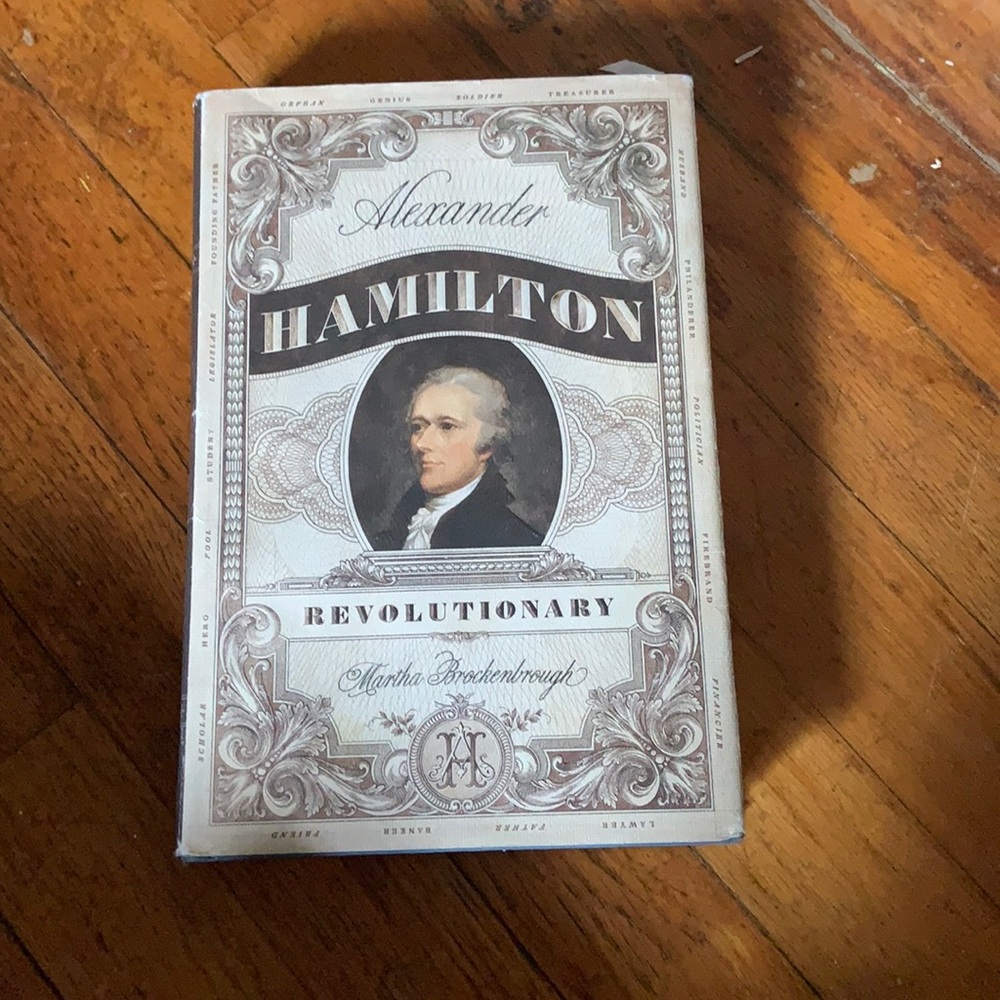 ORPHAN GENIUS SOLDIER TREASURER
HUSBAND PHILANDERER POLITICIAN FIREBRAND FINANCIER
LAWYER FATHER BANKER FRIEND
SCHOLAR HERO FOOL STUDENT LEGISLATOR FOUNDING FATHER
Alexander
HAMILTON
REVOLUTIONARY
Martha Brockenbrough
AH